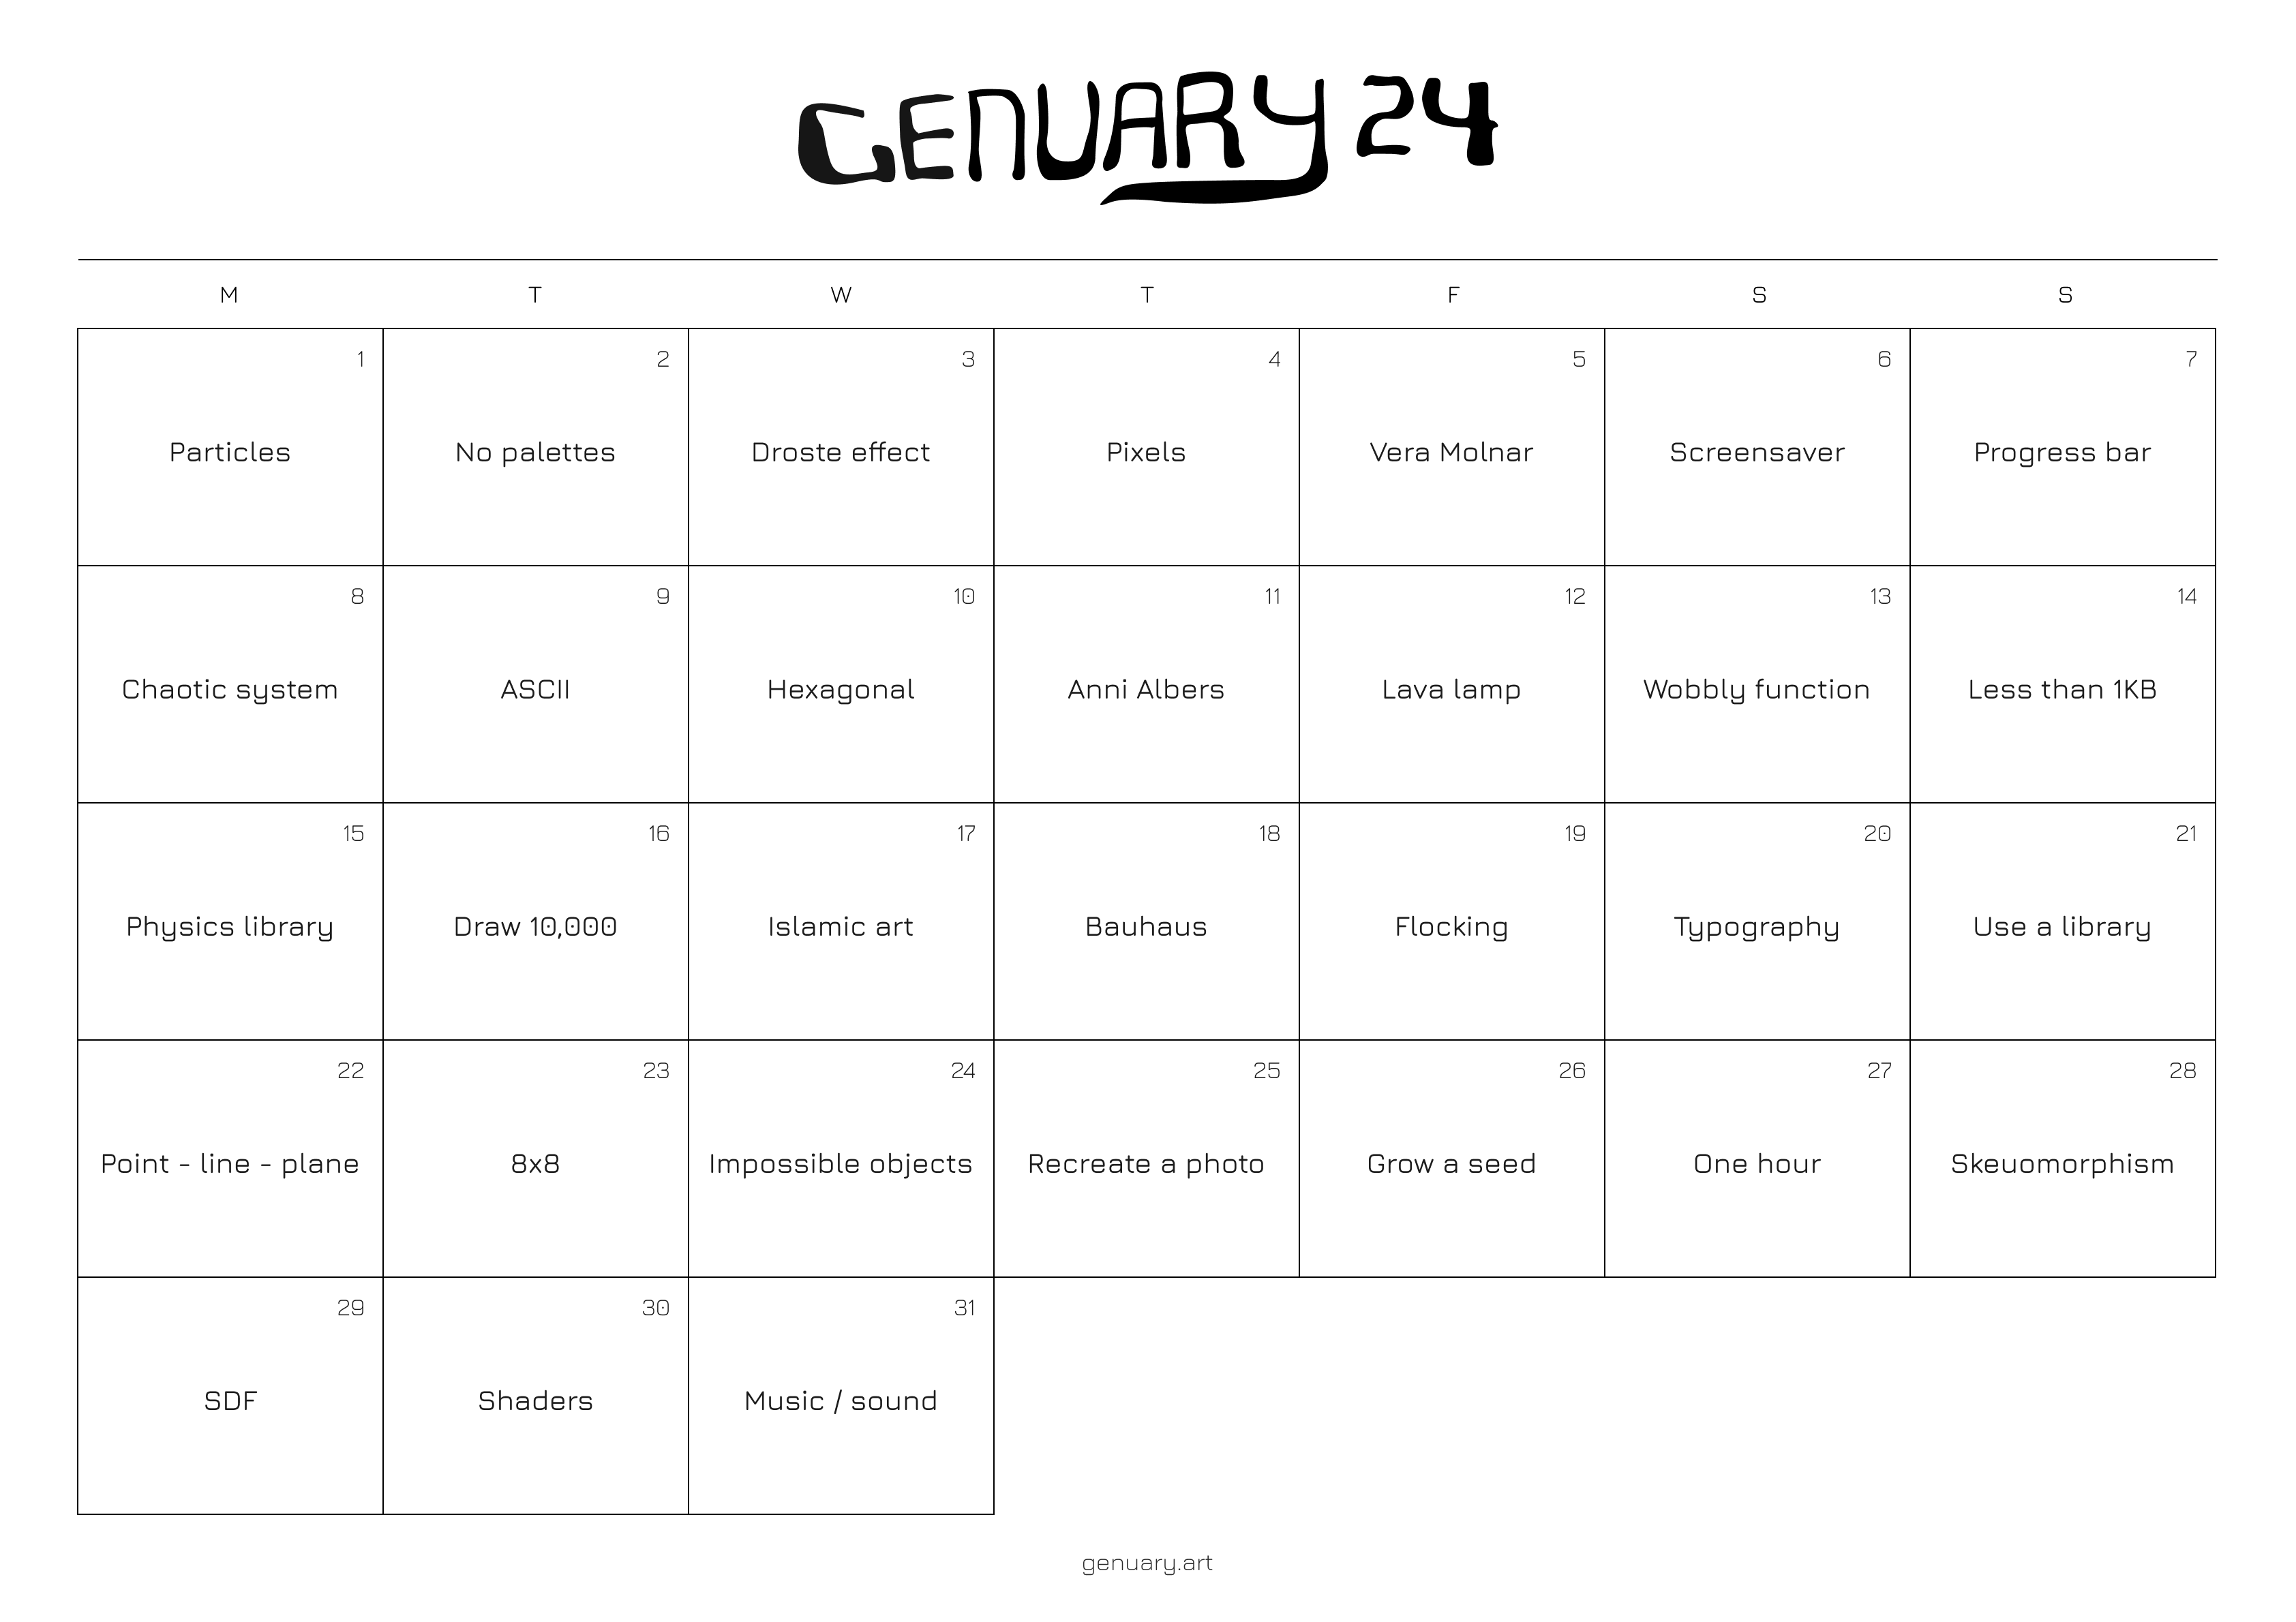 GENUARY 24
M T W T F S S
1 2 3 4 5 6 7
Particles No palettes Droste effect Pixels Vera Molnar Screensaver Progress bar
8 9 10 11 12 13 14
Chaotic system ASCII Hexagonal Anni Albers Lava lamp Wobbly function Less than 1KB
15 16 17 18 19 20 21
Physics library Draw 10,000 Islamic art Bauhaus Flocking Typography Use a library
22 23 24 25 26 27 28
Point - line - plane 8x8 Impossible objects Recreate a photo Grow a seed One hour Skeuomorphism
29 30 31
SDF Shaders Music / sound
genuary.art